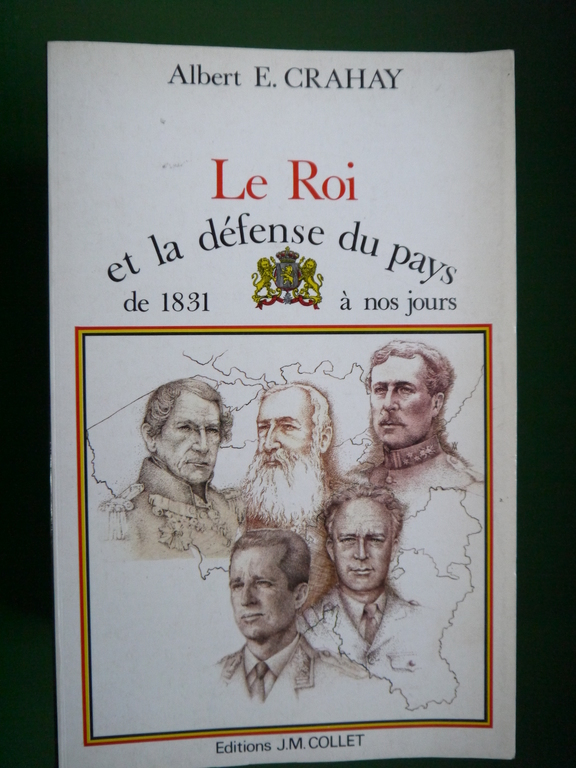 Albert E. CRAHAY
Le Roi
et la défense du pays
de 1831 à nos jours
Editions J.M. COLLET